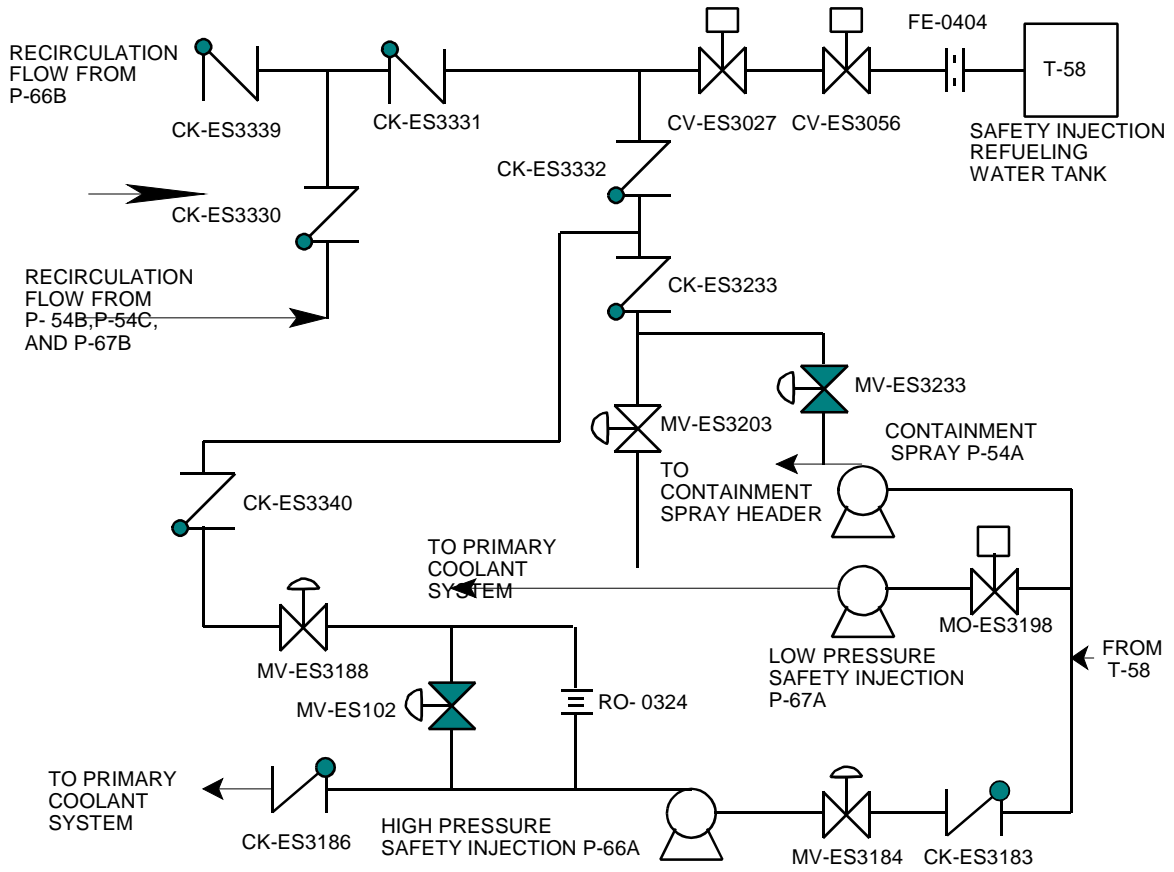 FE-0404
RECIRCULATION
FLOW FROM
P-66B
T-58
CK-ES3339
CK-ES3331
CV-ES3027
CV-ES3056
SAFETY INJECTION
REFUELING
WATER TANK
CK-ES3332
CK-ES3330
RECIRCULATION
FLOW FROM
P- 54B,P-54C,
AND P-67B
CK-ES3233
MV-ES3233
MV-ES3203
CONTAINMENT
SPRAY P-54A
TO
CONTAINMENT
SPRAY HEADER
CK-ES3340
TO PRIMARY
COOLANT
SYSTEM
MO-ES3198
LOW PRESSURE
SAFETY INJECTION
P-67A
FROM
T-58
MV-ES3188
MV-ES102
RO- 0324
TO PRIMARY
COOLANT
SYSTEM
CK-ES3186
HIGH PRESSURE
SAFETY INJECTION P-66A
MV-ES3184
CK-ES3183